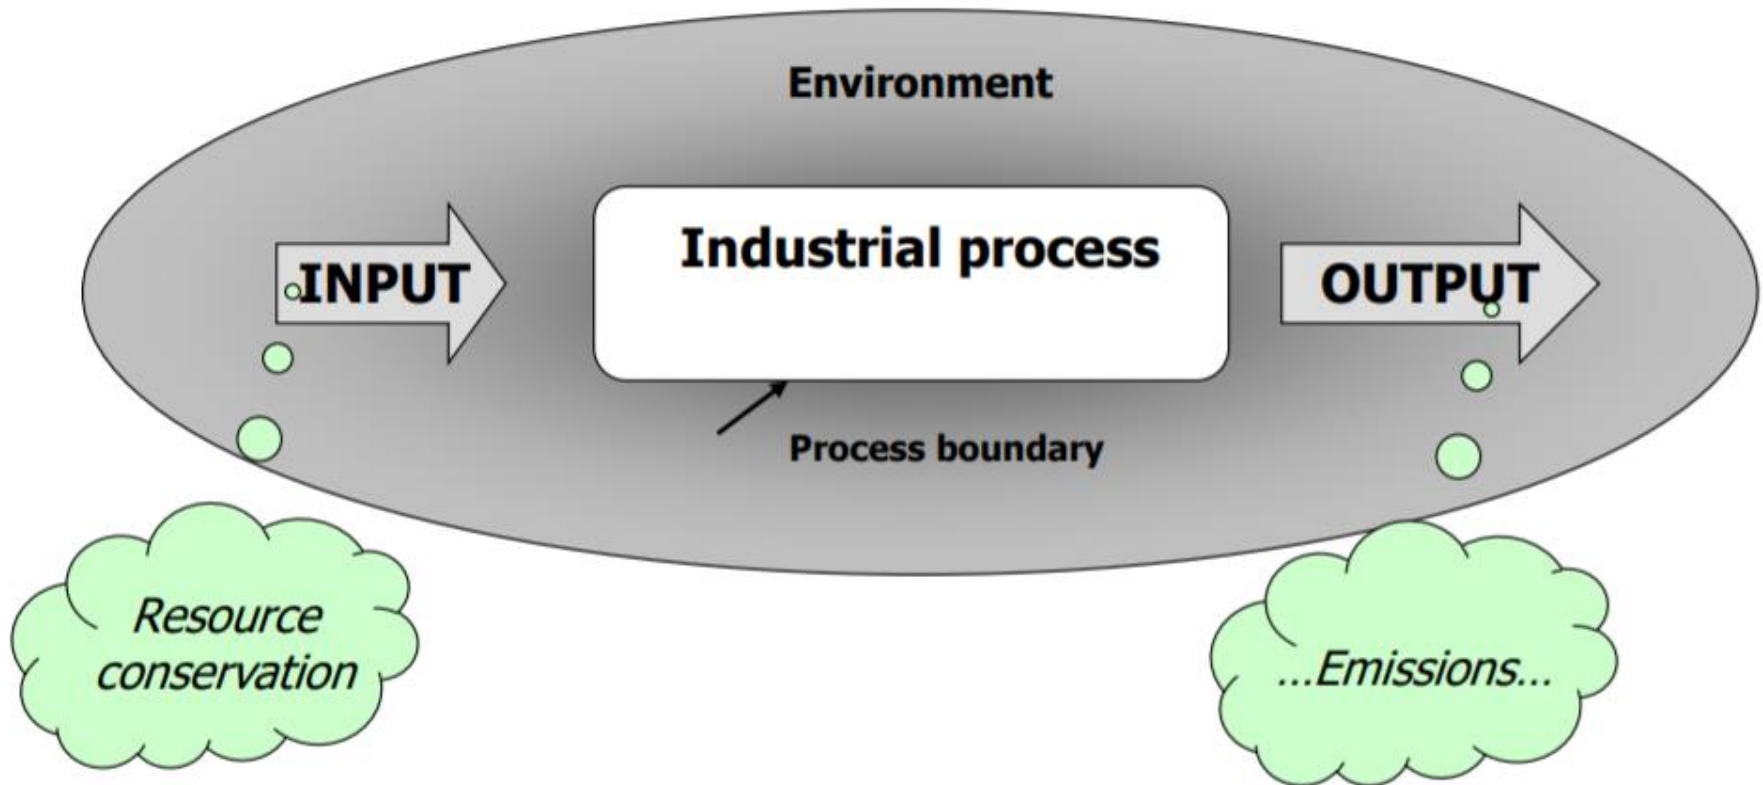 Environment
Industrial process
INPUT
OUTPUT
Process boundary
Resource
conservation
...Emissions...